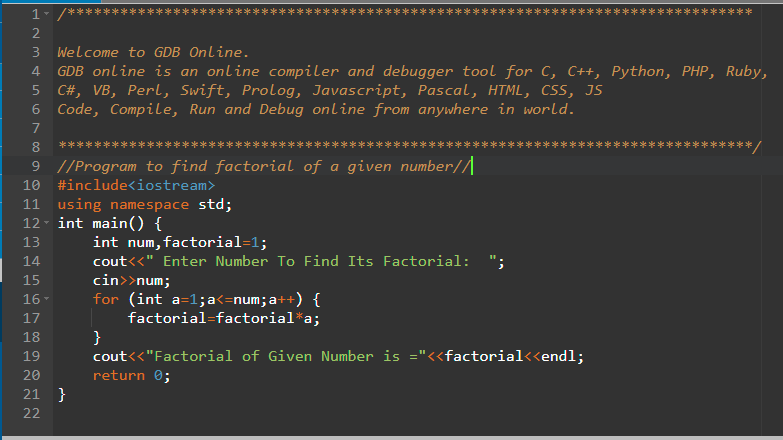 1 /******************************************************************************
2
3 Welcome to GDB Online.
4 GDB online is an online compiler and debugger tool for C, C++, Python, PHP, Ruby,
5 C#, VB, Perl, Swift, Prolog, Javascript, Pascal, HTML, CSS, JS
6 Code, Compile, Run and Debug online from anywhere in world.
7
8 *******************************************************************************/
9 //Program to find factorial of a given number//
10 #include<iostream>
11 using namespace std;
12 int main() {
13     int num,factorial=1;
14     cout<<" Enter Number To Find Its Factorial:  ";
15     cin>>num;
16     for (int a=1;a<=num;a++) {
17         factorial=factorial*a;
18     }
19     cout<<"Factorial of Given Number is ="<<factorial<<endl;
20     return 0;
21 }
22